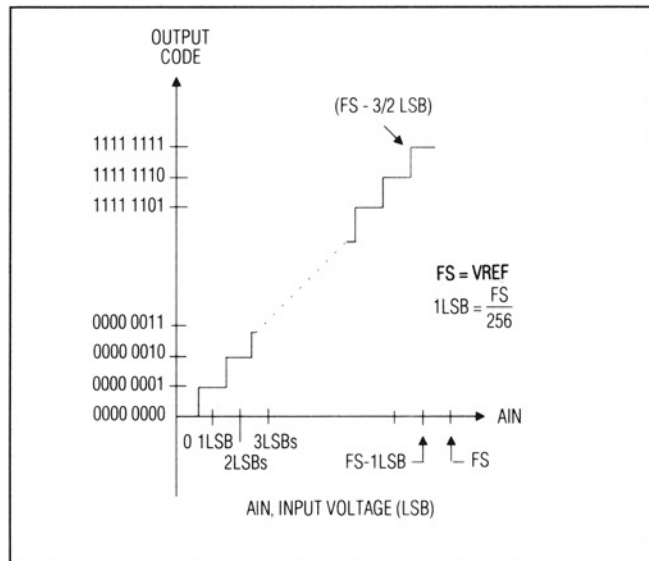 OUTPUT
CODE
(FS - 3/2 LSB)
1111 1111
1111 1110
1111 1101
FS = VREF
1LSB = FS
256
0000 0011
0000 0010
0000 0001
0000 0000
AIN
0 1LSB 3LSBs
2LSBs
FS-1LSB
FS
AIN, INPUT VOLTAGE (LSB)